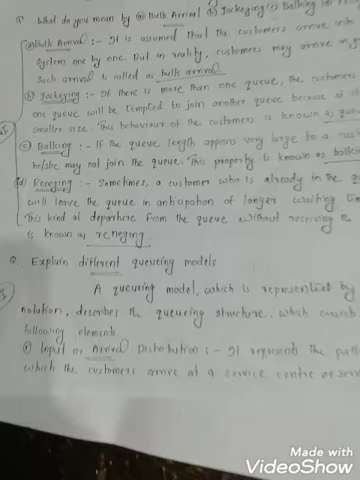 Q. What do you mean by (a) Bulk Arrival (b) Jockeying (c) Balking (d)
(a) Bulk Arrival :- It is assumed that the customers arrive into
System one by one. But in reality, customers may arrive in
Such arrival is called as bulk arrival
(b) Jockeying :- If there is more than one queue, the customers
one queue will be tempted to join another queue because of
smaller size. This behaviour of the customers is known as
(c) Balking :- If the queue length appears very large to a
he/she may not join the queue. This property is known as
(d) Reneging :- Sometimes, a customer who is already in the
will leave the queue in anticipation of longer waiting
This kind of departure from the queue without receiving the
is known as reneging.
Q. Explain different queueing models
A queueing model, which is represented by
notation, describes the queueing structure. which
following elements
(i) Input or Arrival Distribution :- It represents the
which the customers arrive at a service centre or
Made with
VideoShow